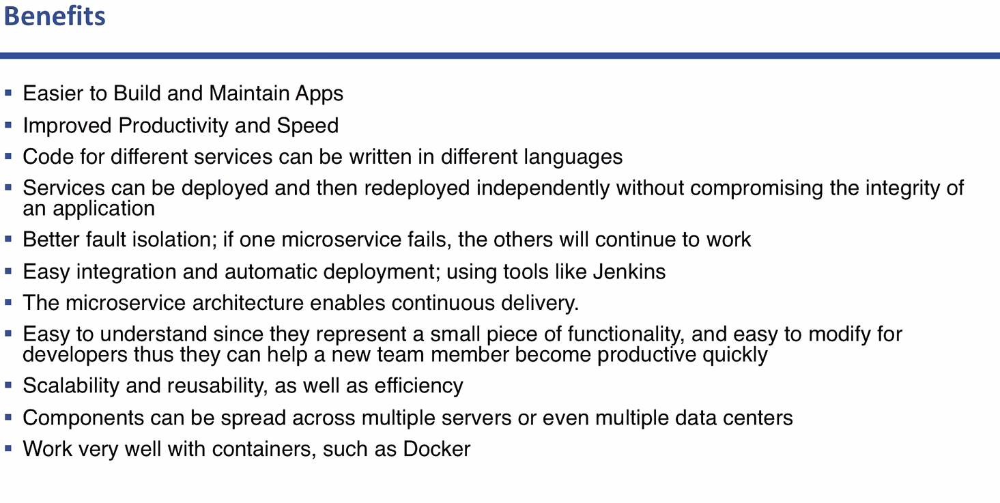 Benefits
Easier to Build and Maintain Apps
Improved Productivity and Speed
Code for different services can be written in different languages
Services can be deployed and then redeployed independently without compromising the integrity of
an application
Better fault isolation; if one microservice fails, the others will continue to work
Easy integration and automatic deployment; using tools like Jenkins
The microservice architecture enables continuous delivery.
Easy to understand since they represent a small piece of functionality, and easy to modify for
developers thus they can help a new team member become productive quickly
Scalability and reusability, as well as efficiency
Components can be spread across multiple servers or even multiple data centers
Work very well with containers, such as Docker